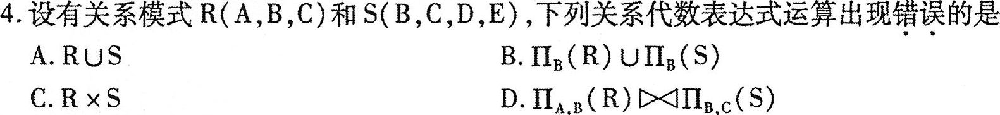 4.设有关系模式R(A,B,C)和S(B,C,D,E),下列关系代数表达式运算出现错误的是
A. R∪S B. Π_B(R)∪Π_B(S)
C. R×S D. Π_{A,B}(R)⋈Π_{B,C}(S)